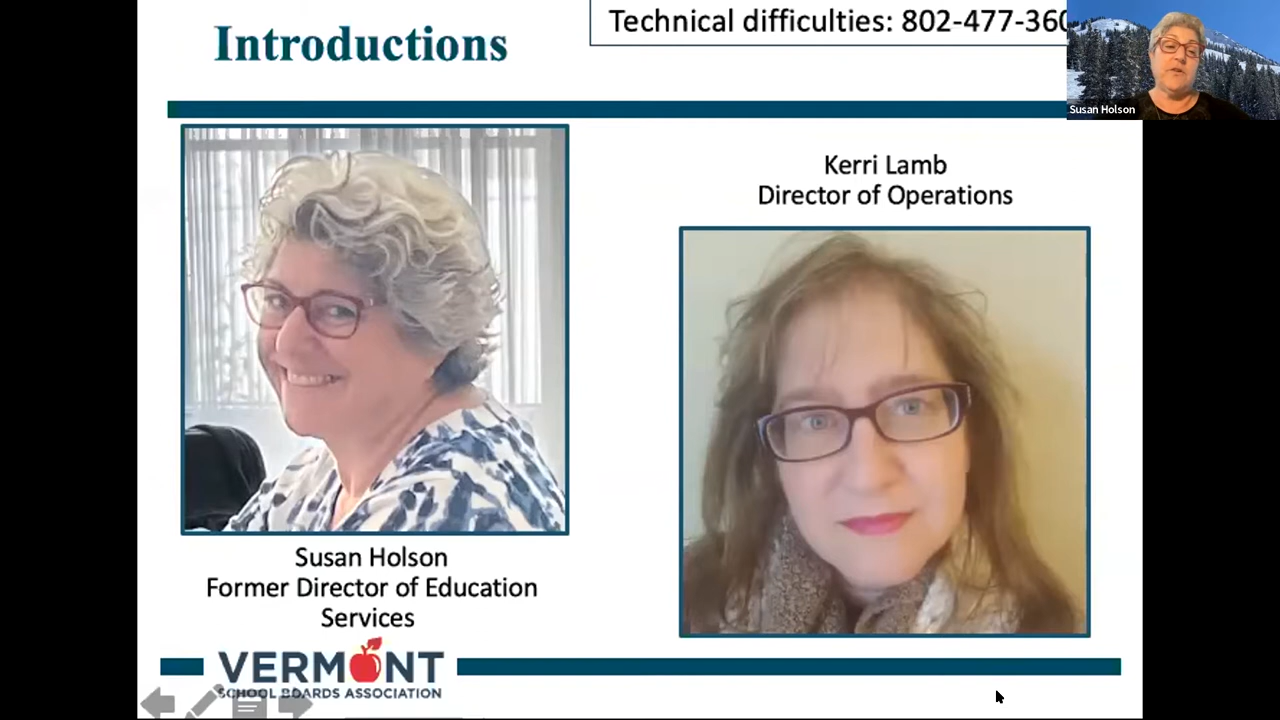 Introductions
Technical difficulties: 802-477-360
Susan Holson
Kerri Lamb
Director of Operations
Susan Holson
Former Director of Education
Services
VERMONT
SCHOOL BOARDS ASSOCIATION